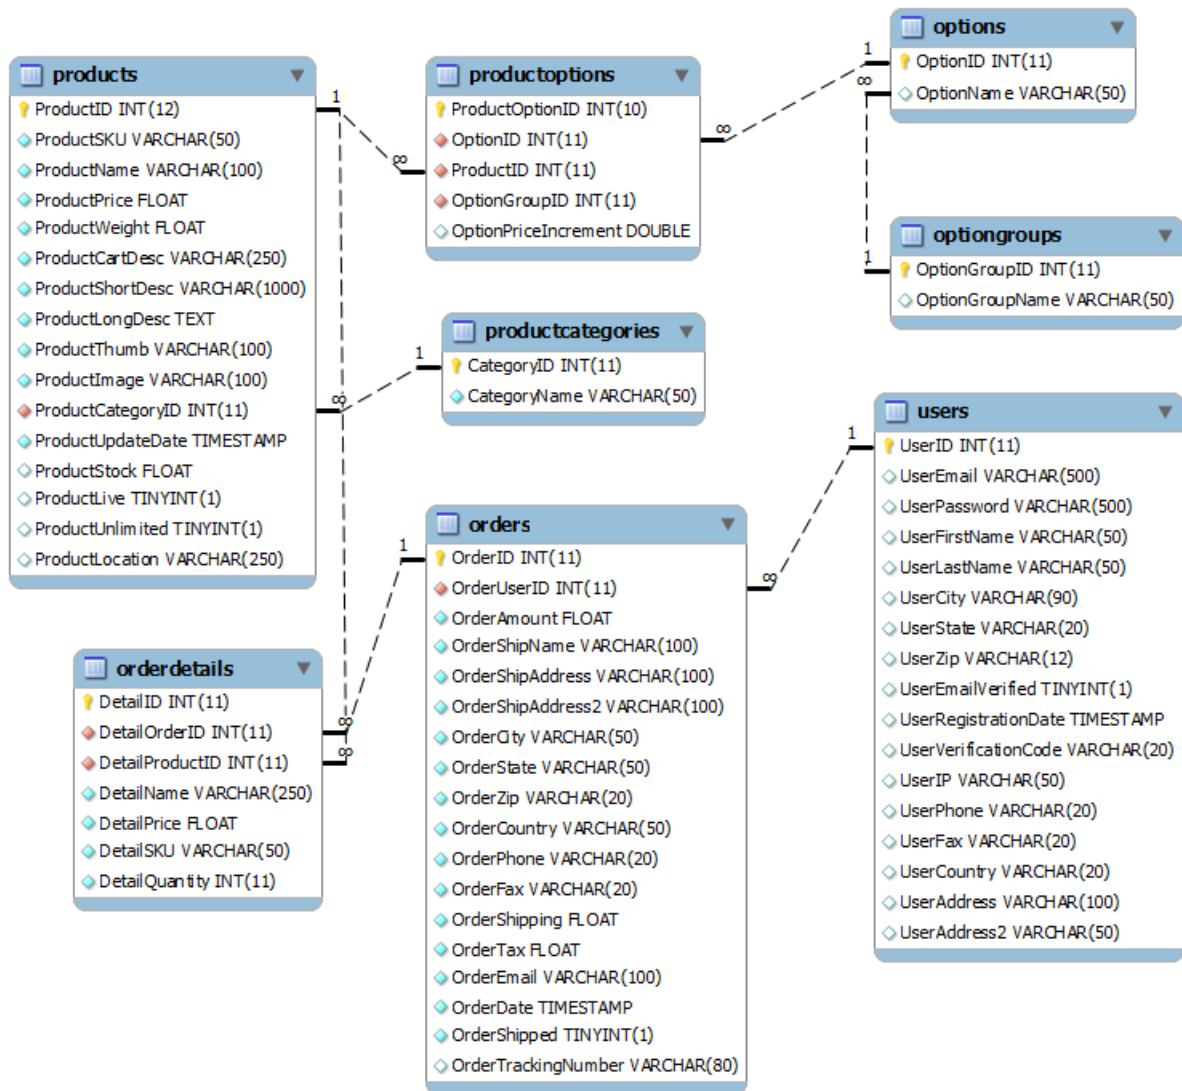 products
ProductID INT(12)
ProductSKU VARCHAR(50)
ProductName VARCHAR(100)
ProductPrice FLOAT
ProductWeight FLOAT
ProductCartDesc VARCHAR(250)
ProductShortDesc VARCHAR(1000)
ProductLongDesc TEXT
ProductThumb VARCHAR(100)
ProductImage VARCHAR(100)
ProductCategoryID INT(11)
ProductUpdateDate TIMESTAMP
ProductStock FLOAT
ProductLive TINYINT(1)
ProductUnlimited TINYINT(1)
ProductLocation VARCHAR(250)
1
∞
productoptions
ProductOptionID INT(10)
OptionID INT(11)
ProductID INT(11)
OptionGroupID INT(11)
OptionPriceIncrement DOUBLE
∞
1
options
OptionID INT(11)
OptionName VARCHAR(50)
∞
1
optiongroups
OptionGroupID INT(11)
OptionGroupName VARCHAR(50)
∞
1
productcategories
CategoryID INT(11)
CategoryName VARCHAR(50)
users
UserID INT(11)
UserEmail VARCHAR(500)
UserPassword VARCHAR(500)
UserFirstName VARCHAR(50)
UserLastName VARCHAR(50)
UserCity VARCHAR(90)
UserState VARCHAR(20)
UserZip VARCHAR(12)
UserEmailVerified TINYINT(1)
UserRegistrationDate TIMESTAMP
UserVerificationCode VARCHAR(20)
UserIP VARCHAR(50)
UserPhone VARCHAR(20)
UserFax VARCHAR(20)
UserCountry VARCHAR(20)
UserAddress VARCHAR(100)
UserAddress2 VARCHAR(50)
1
∞
orders
OrderID INT(11)
OrderUserID INT(11)
OrderAmount FLOAT
OrderShipName VARCHAR(100)
OrderShipAddress VARCHAR(100)
OrderShipAddress2 VARCHAR(100)
OrderCity VARCHAR(50)
OrderState VARCHAR(50)
OrderZip VARCHAR(20)
OrderCountry VARCHAR(50)
OrderPhone VARCHAR(20)
OrderFax VARCHAR(20)
OrderShipping FLOAT
OrderTax FLOAT
OrderEmail VARCHAR(100)
OrderDate TIMESTAMP
OrderShipped TINYINT(1)
OrderTrackingNumber VARCHAR(80)
1
∞
∞
orderdetails
DetailID INT(11)
DetailOrderID INT(11)
DetailProductID INT(11)
DetailName VARCHAR(250)
DetailPrice FLOAT
DetailSKU VARCHAR(50)
DetailQuantity INT(11)